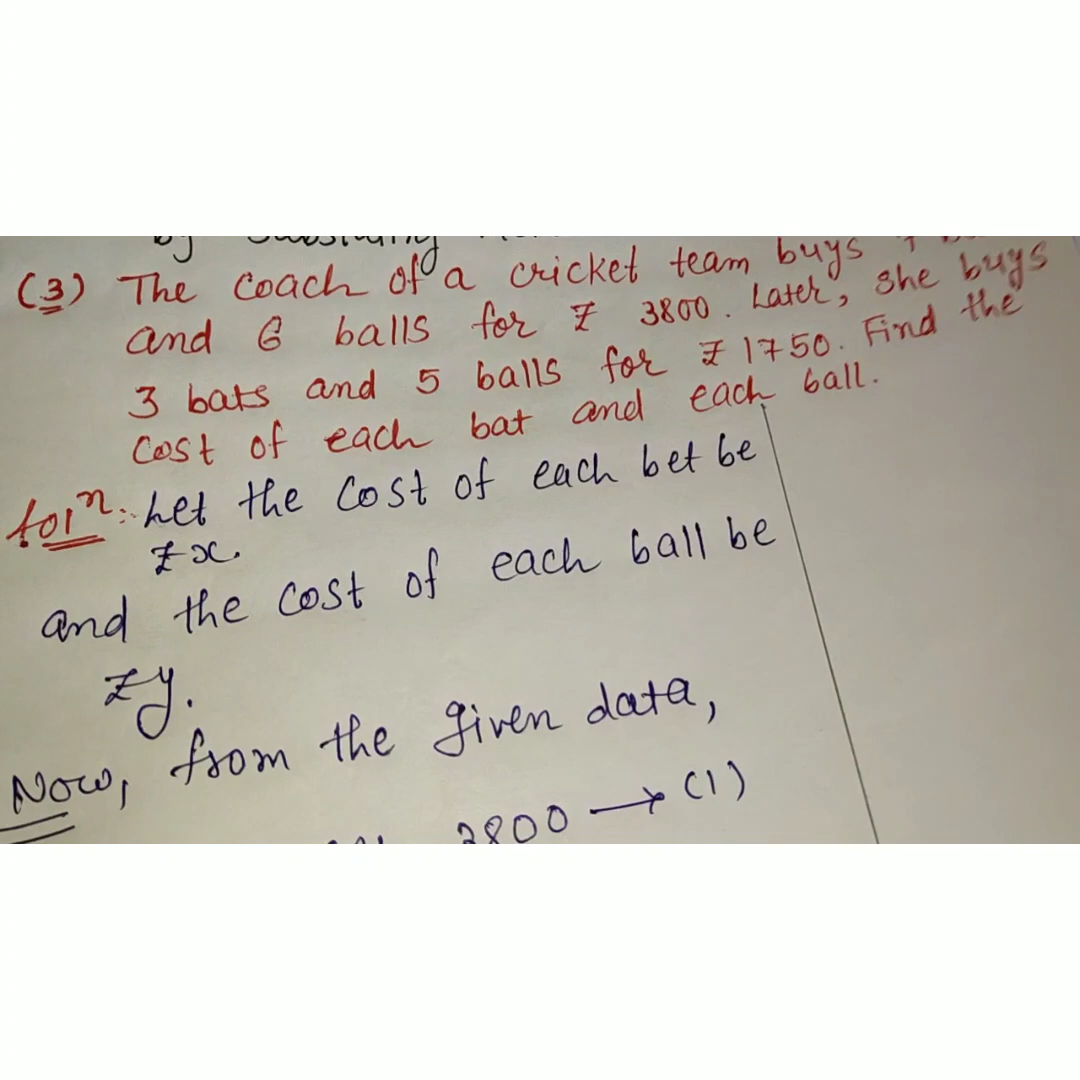 by
(3) The coach of a cricket team buys
and 6 balls for ₹ 3800. Later, she buys
3 bats and 5 balls for ₹ 1750. Find the
cost of each bat and each ball.
Solⁿ:- Let the cost of each bet be
₹x.
and the cost of each ball be
₹y.
Now, from the given data,
3800 → (1)